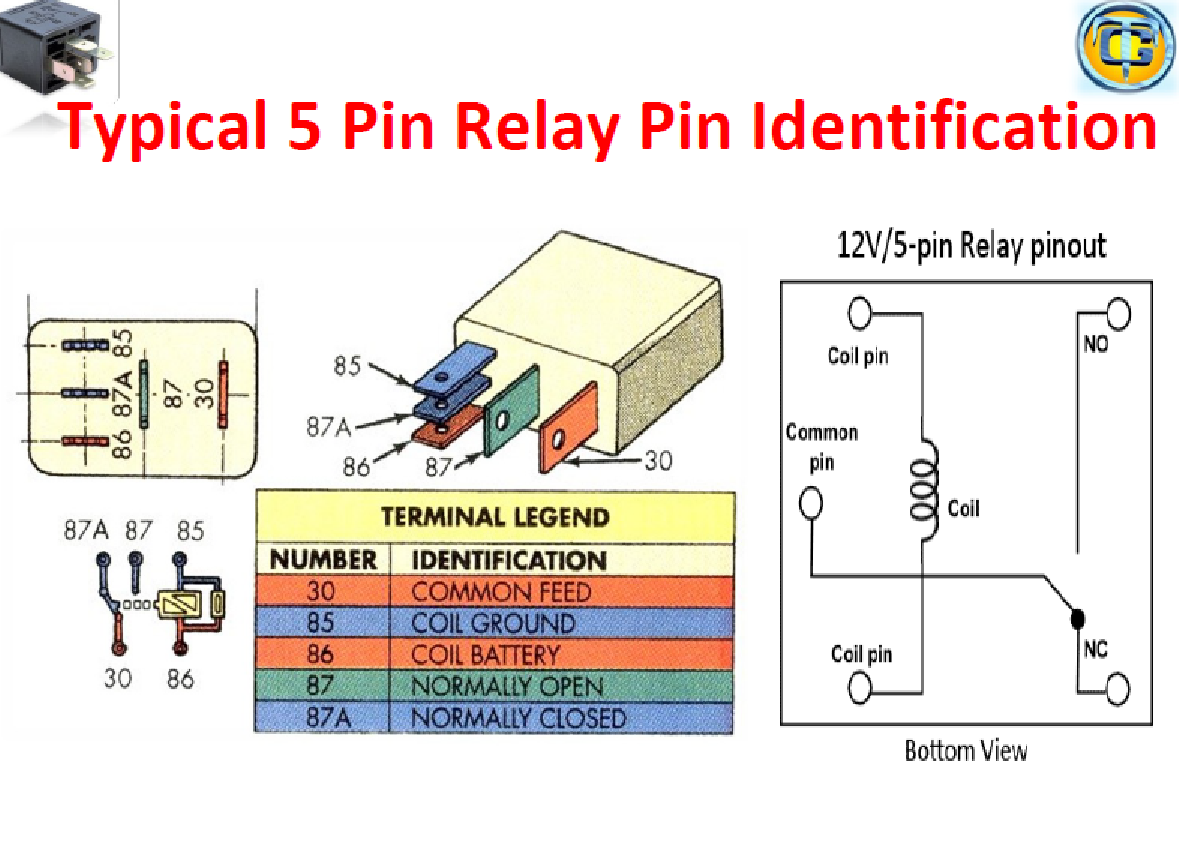 TCG
Typical 5 Pin Relay Pin Identification
85
87A
86
87
30
85
87A
86
87
30
87A 87 85
30 86
TERMINAL LEGEND
NUMBER IDENTIFICATION
30 COMMON FEED
85 COIL GROUND
86 COIL BATTERY
87 NORMALLY OPEN
87A NORMALLY CLOSED
12V/5-pin Relay pinout
Coil pin
NO
Common
pin
Coil
Coil pin
NC
Bottom View